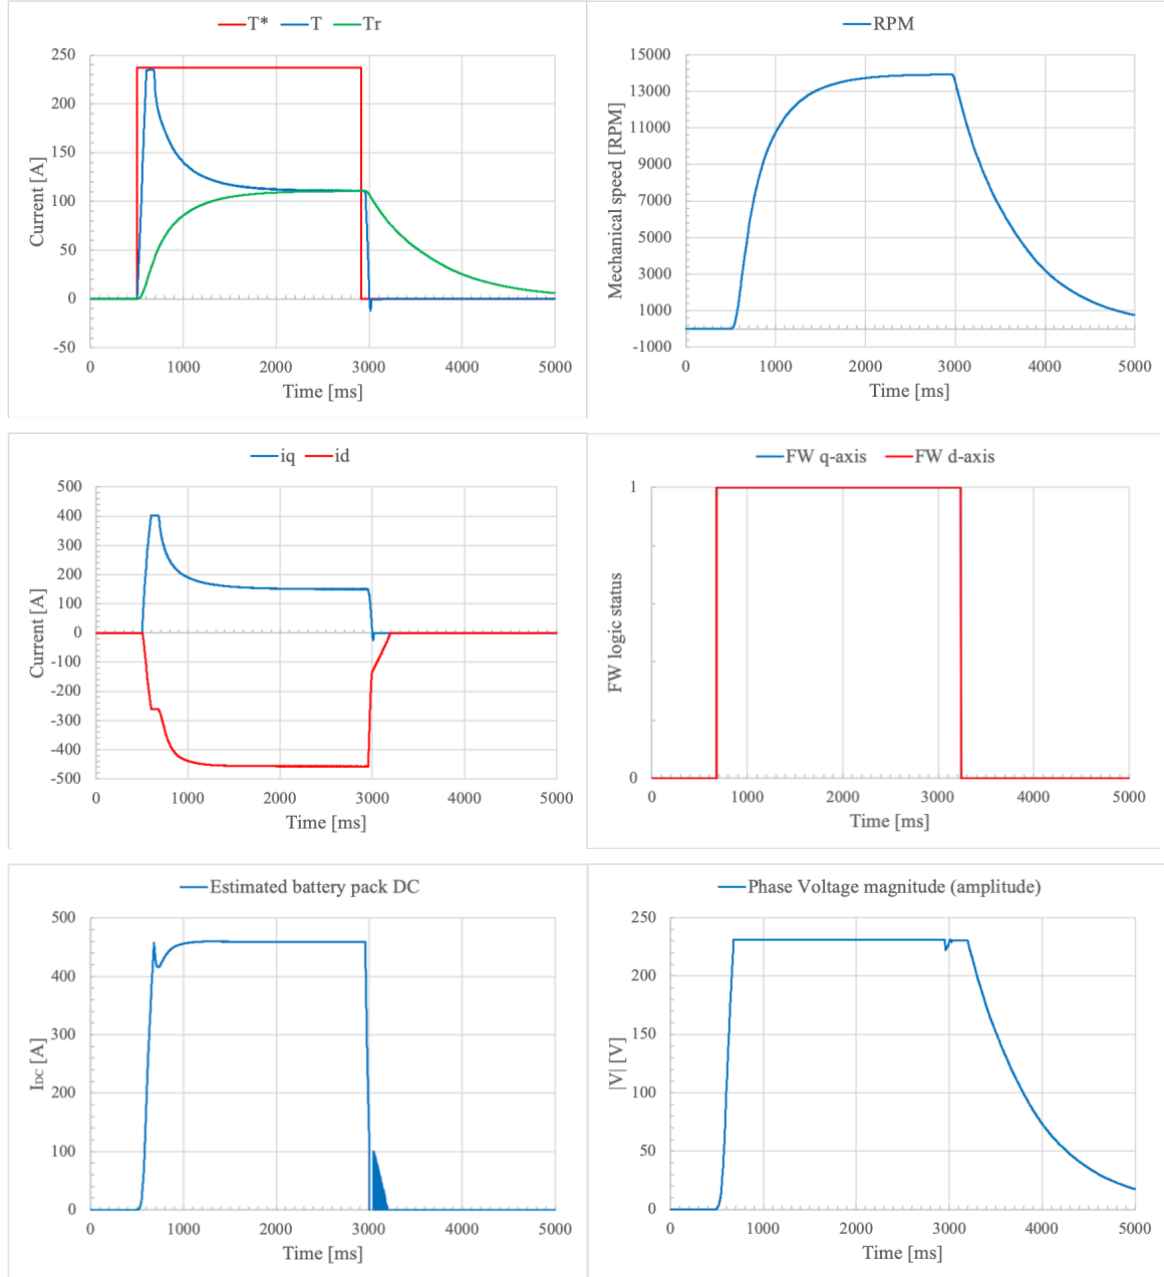 T* T Tr
250
200
150
100
50
0
-50
Current [A]
0 1000 2000 3000 4000 5000
Time [ms]
RPM
15000
13000
11000
9000
7000
5000
3000
1000
-1000
Mechanical speed [RPM]
0 1000 2000 3000 4000 5000
Time [ms]
iq id
500
400
300
200
100
0
-100
-200
-300
-400
-500
Current [A]
0 1000 2000 3000 4000 5000
Time [ms]
FW q-axis FW d-axis
1
0
FW logic status
0 1000 2000 3000 4000 5000
Time [ms]
Estimated battery pack DC
500
400
300
200
100
0
IDC [A]
0 1000 2000 3000 4000 5000
Time [ms]
Phase Voltage magnitude (amplitude)
250
200
150
100
50
0
|V| [V]
0 1000 2000 3000 4000 5000
Time [ms]